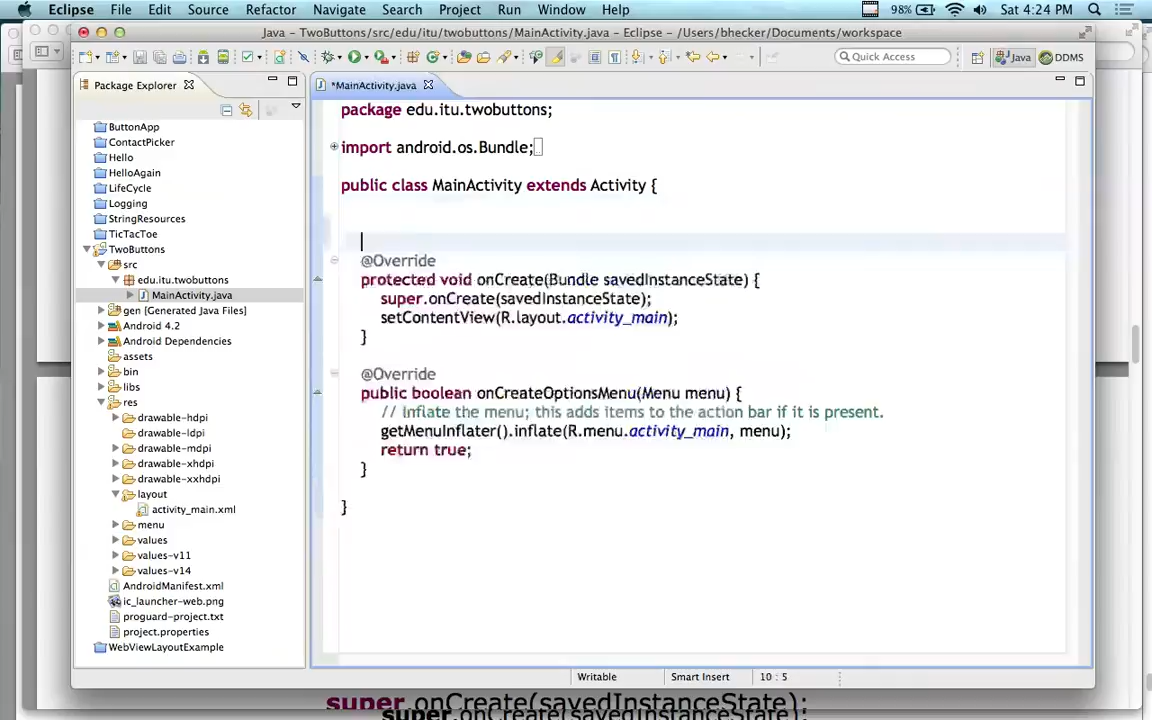 Eclipse File Edit Source Refactor Navigate Search Project Run Window Help 98% Sat 4:24 PM
Java – TwoButtons/src/edu/itu/twobuttons/MainActivity.java – Eclipse – /Users/bhecker/Documents/workspace
Quick Access Java DDMS
Package Explorer
*MainActivity.java
ButtonApp
ContactPicker
Hello
HelloAgain
LifeCycle
Logging
StringResources
TicTacToe
TwoButtons
src
edu.itu.twobuttons
MainActivity.java
gen [Generated Java Files]
Android 4.2
Android Dependencies
assets
bin
libs
res
drawable-hdpi
drawable-ldpi
drawable-mdpi
drawable-xhdpi
drawable-xxhdpi
layout
activity_main.xml
menu
values
values-v11
values-v14
AndroidManifest.xml
ic_launcher-web.png
proguard-project.txt
project.properties
WebViewLayoutExample
package edu.itu.twobuttons;
import android.os.Bundle;
public class MainActivity extends Activity {
@Override
protected void onCreate(Bundle savedInstanceState) {
super.onCreate(savedInstanceState);
setContentView(R.layout.activity_main);
}
@Override
public boolean onCreateOptionsMenu(Menu menu) {
// Inflate the menu; this adds items to the action bar if it is present.
getMenuInflater().inflate(R.menu.activity_main, menu);
return true;
}
}
Writable Smart Insert 10 : 5
super.onCreate(savedInstanceState);
super.onCreate(savedInstanceState);